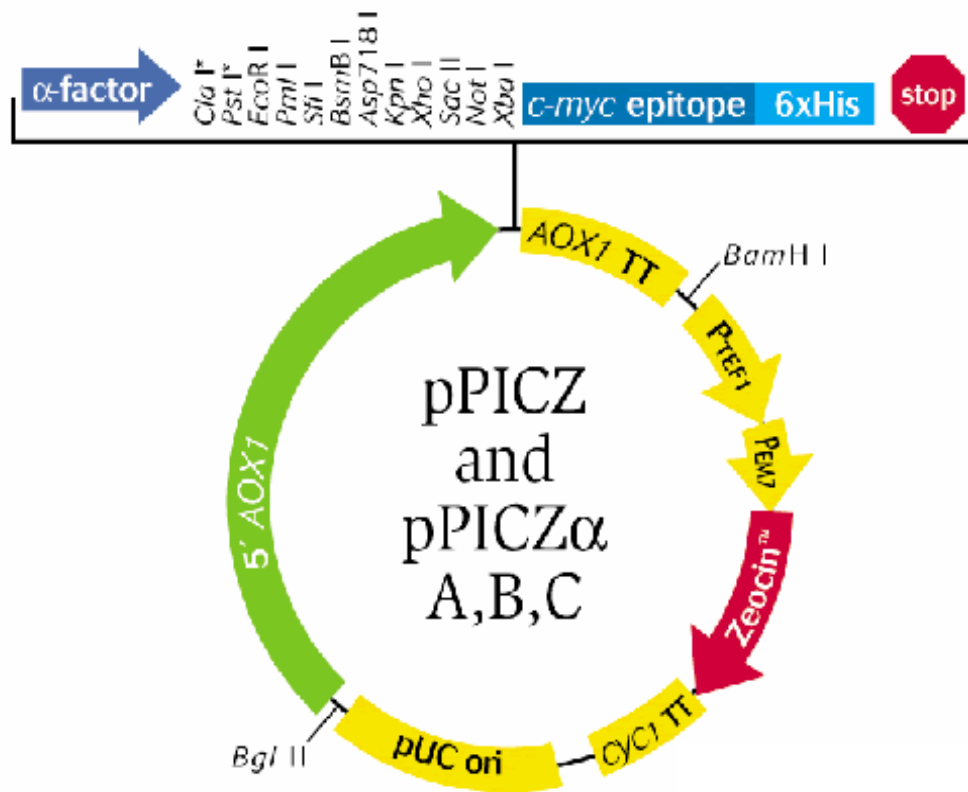 α-factor
Cla I*
Pst I*
EcoR I
Pml I
Sfi I
BsmB I
Asp718 I
Kpn I
Xho I
Sac II
Not I
Xba I
c-myc epitope
6xHis
stop
AOX1 TT
BamH I
PTEF1
PEM7
Zeocin™
CYC1 TT
pUC ori
Bgl II
5´ AOX1
pPICZ
and
pPICZα
A,B,C